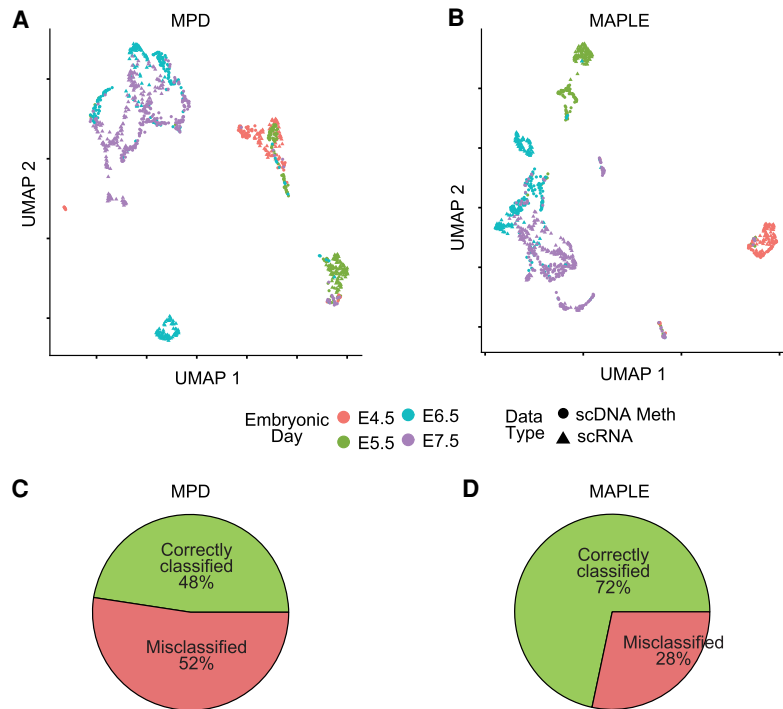 A
MPD
UMAP 2
UMAP 1
B
MAPLE
UMAP 2
UMAP 1
Embryonic
Day
E4.5
E6.5
E5.5
E7.5
Data
Type
scDNA Meth
scRNA
C
MPD
Correctly
classified
48%
Misclassified
52%
D
MAPLE
Correctly
classified
72%
Misclassified
28%